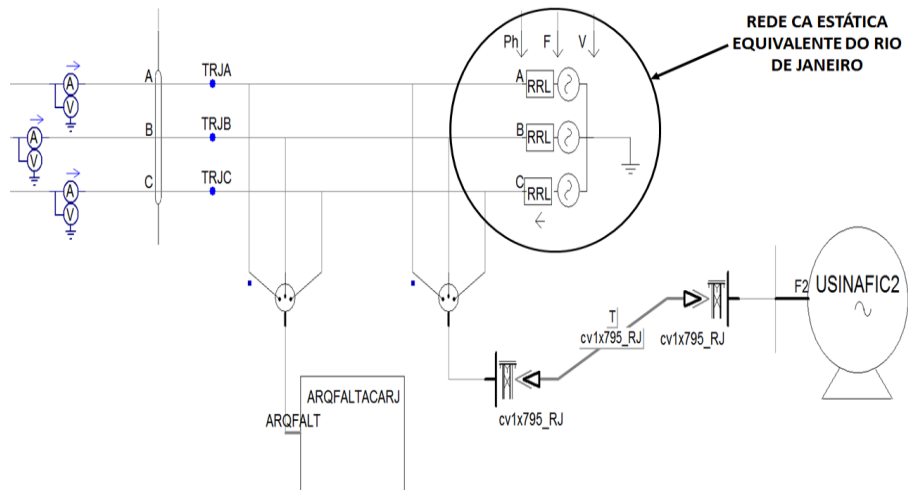 REDE CA ESTÁTICA
EQUIVALENTE DO RIO
DE JANEIRO
Ph F V
A
V
A TRJA
A RRL
A
V
B TRJB
B RRL
A
V
C TRJC
C RRL
F2 USINAFIC2
T
cv1x795_RJ
cv1x795_RJ
cv1x795_RJ
ARQFALTACARJ
ARQFALT